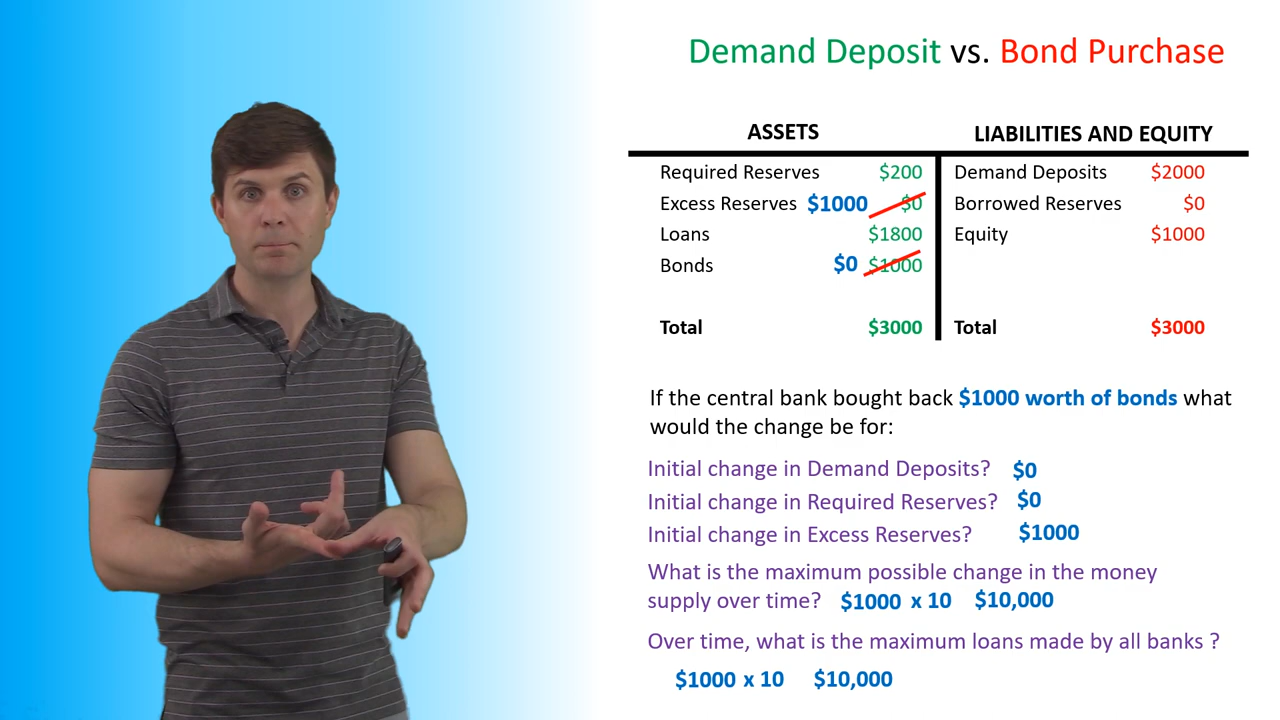 Demand Deposit vs. Bond Purchase
ASSETS LIABILITIES AND EQUITY
Required Reserves $200 Demand Deposits $2000
Excess Reserves $1000 $0 Borrowed Reserves $0
Loans $1800 Equity $1000
Bonds $0 $1000
Total $3000 Total $3000
If the central bank bought back $1000 worth of bonds what
would the change be for:
Initial change in Demand Deposits? $0
Initial change in Required Reserves? $0
Initial change in Excess Reserves? $1000
What is the maximum possible change in the money
supply over time? $1000 x 10 $10,000
Over time, what is the maximum loans made by all banks ?
$1000 x 10 $10,000